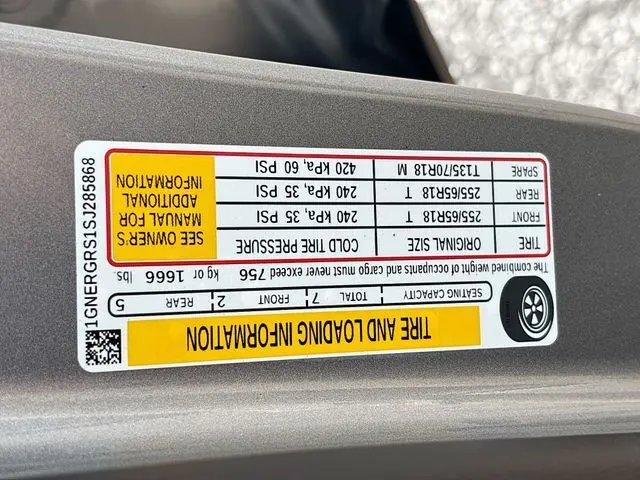 TIRE AND LOADING INFORMATION
SEATING CAPACITY TOTAL 7 FRONT 2 REAR 5
The combined weight of occupants and cargo must never exceed 756 kg or 1666 lbs.
TIRE ORIGINAL SIZE COLD TIRE PRESSURE
FRONT 255/65R18 T 240 kPa, 35 PSI
REAR 255/65R18 T 240 kPa, 35 PSI
SPARE T135/70R18 M 420 kPa, 60 PSI
SEE OWNER'S
MANUAL FOR
ADDITIONAL
INFORMATION
1GNERGRS1SJ285868